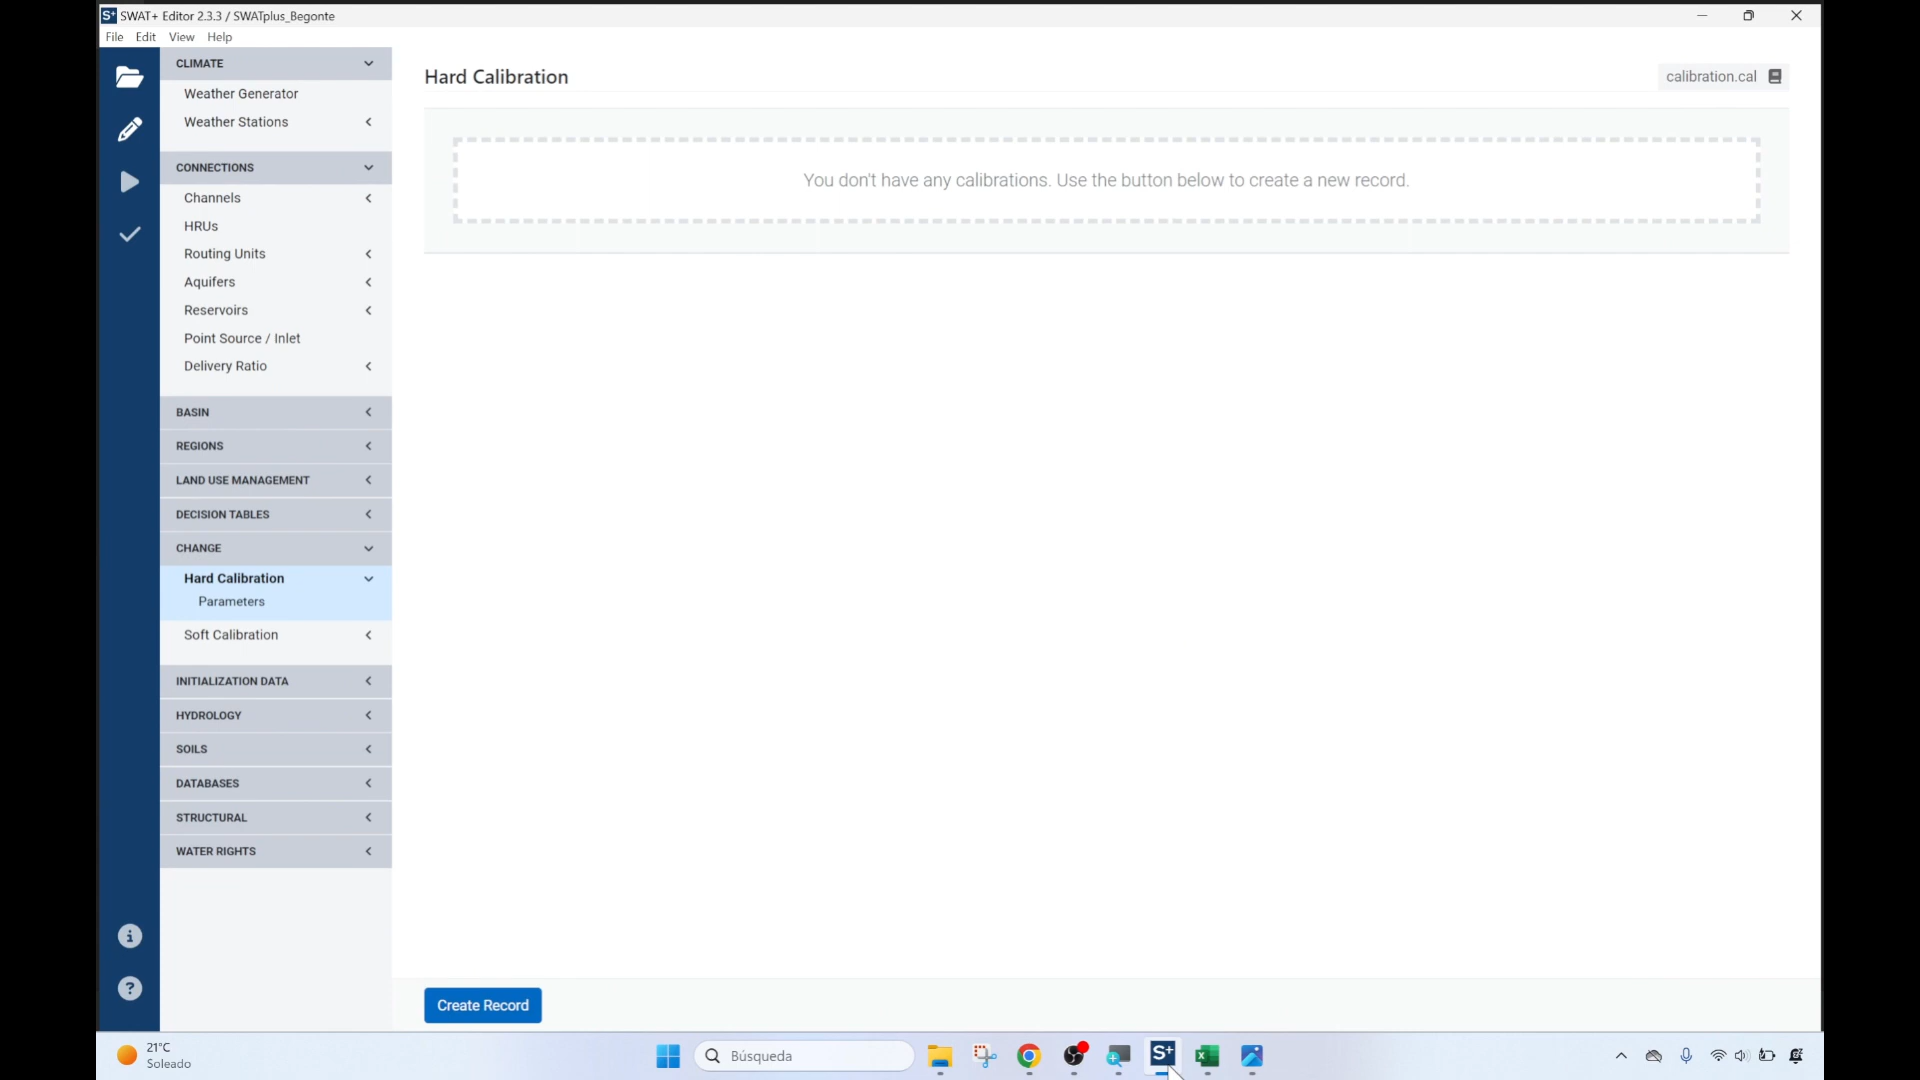 S+ SWAT+ Editor 2.3.3 / SWATplus_Begonte
File Edit View Help
CLIMATE
Weather Generator
Weather Stations
CONNECTIONS
Channels
HRUs
Routing Units
Aquifers
Reservoirs
Point Source / Inlet
Delivery Ratio
BASIN
REGIONS
LAND USE MANAGEMENT
DECISION TABLES
CHANGE
Hard Calibration
Parameters
Soft Calibration
INITIALIZATION DATA
HYDROLOGY
SOILS
DATABASES
STRUCTURAL
WATER RIGHTS
Hard Calibration
calibration.cal
You don't have any calibrations. Use the button below to create a new record.
Create Record
21°C
Soleado
Búsqueda
S+